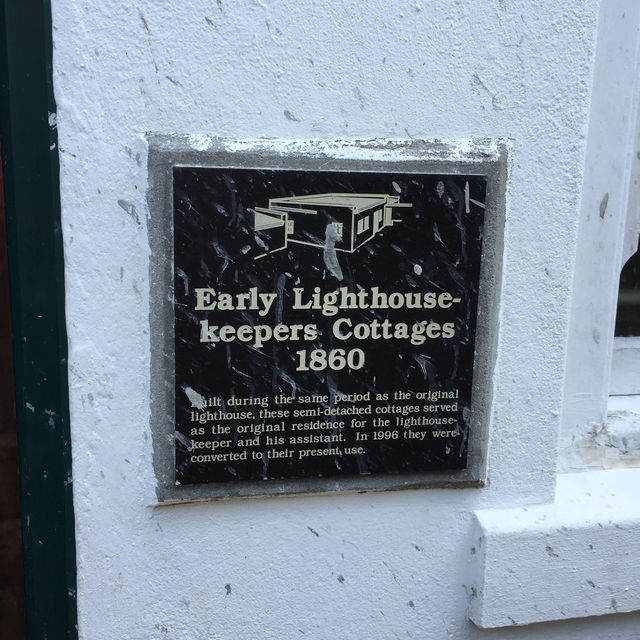 Early Lighthouse-
keepers Cottages
1860
Built during the same period as the original
lighthouse, these semi-detached cottages served
as the original residence for the lighthouse-
keeper and his assistant. In 1996 they were
converted to their present use.